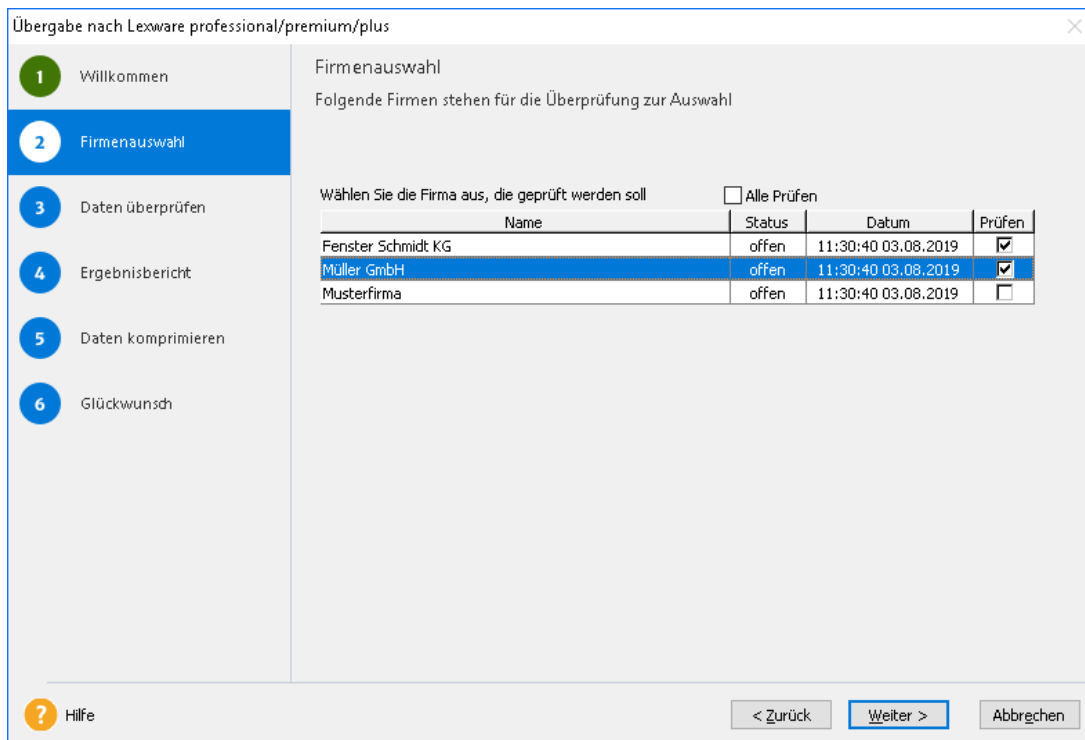 Übergabe nach Lexware professional/premium/plus
1 Willkommen
2 Firmenauswahl
3 Daten überprüfen
4 Ergebnisbericht
5 Daten komprimieren
6 Glückwunsch
Firmenauswahl
Folgende Firmen stehen für die Überprüfung zur Auswahl
Wählen Sie die Firma aus, die geprüft werden soll Alle Prüfen
Name Status Datum Prüfen
Fenster Schmidt KG offen 11:30:40 03.08.2019
Müller GmbH offen 11:30:40 03.08.2019
Musterfirma offen 11:30:40 03.08.2019
? Hilfe < Zurück Weiter > Abbrechen